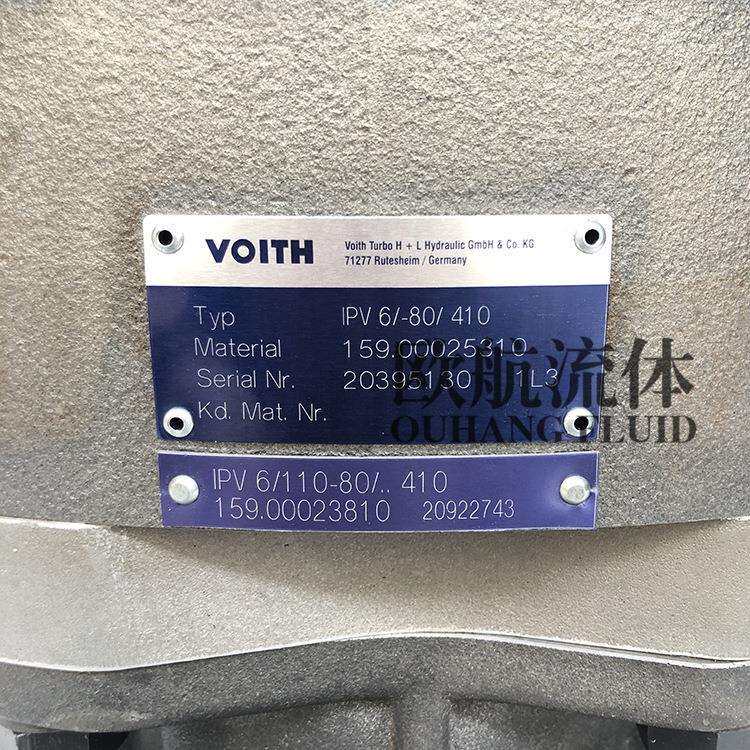 VOITH
Voith Turbo H + L Hydraulic GmbH & Co. KG
71277 Rutesheim / Germany
Typ IPV 6/-80/ 410
Material 159.00025310
Serial Nr. 20395130 1L3
Kd. Mat. Nr.
欧航流体
OUHANG FLUID
IPV 6/110-80/.. 410
159.00023810 20922743